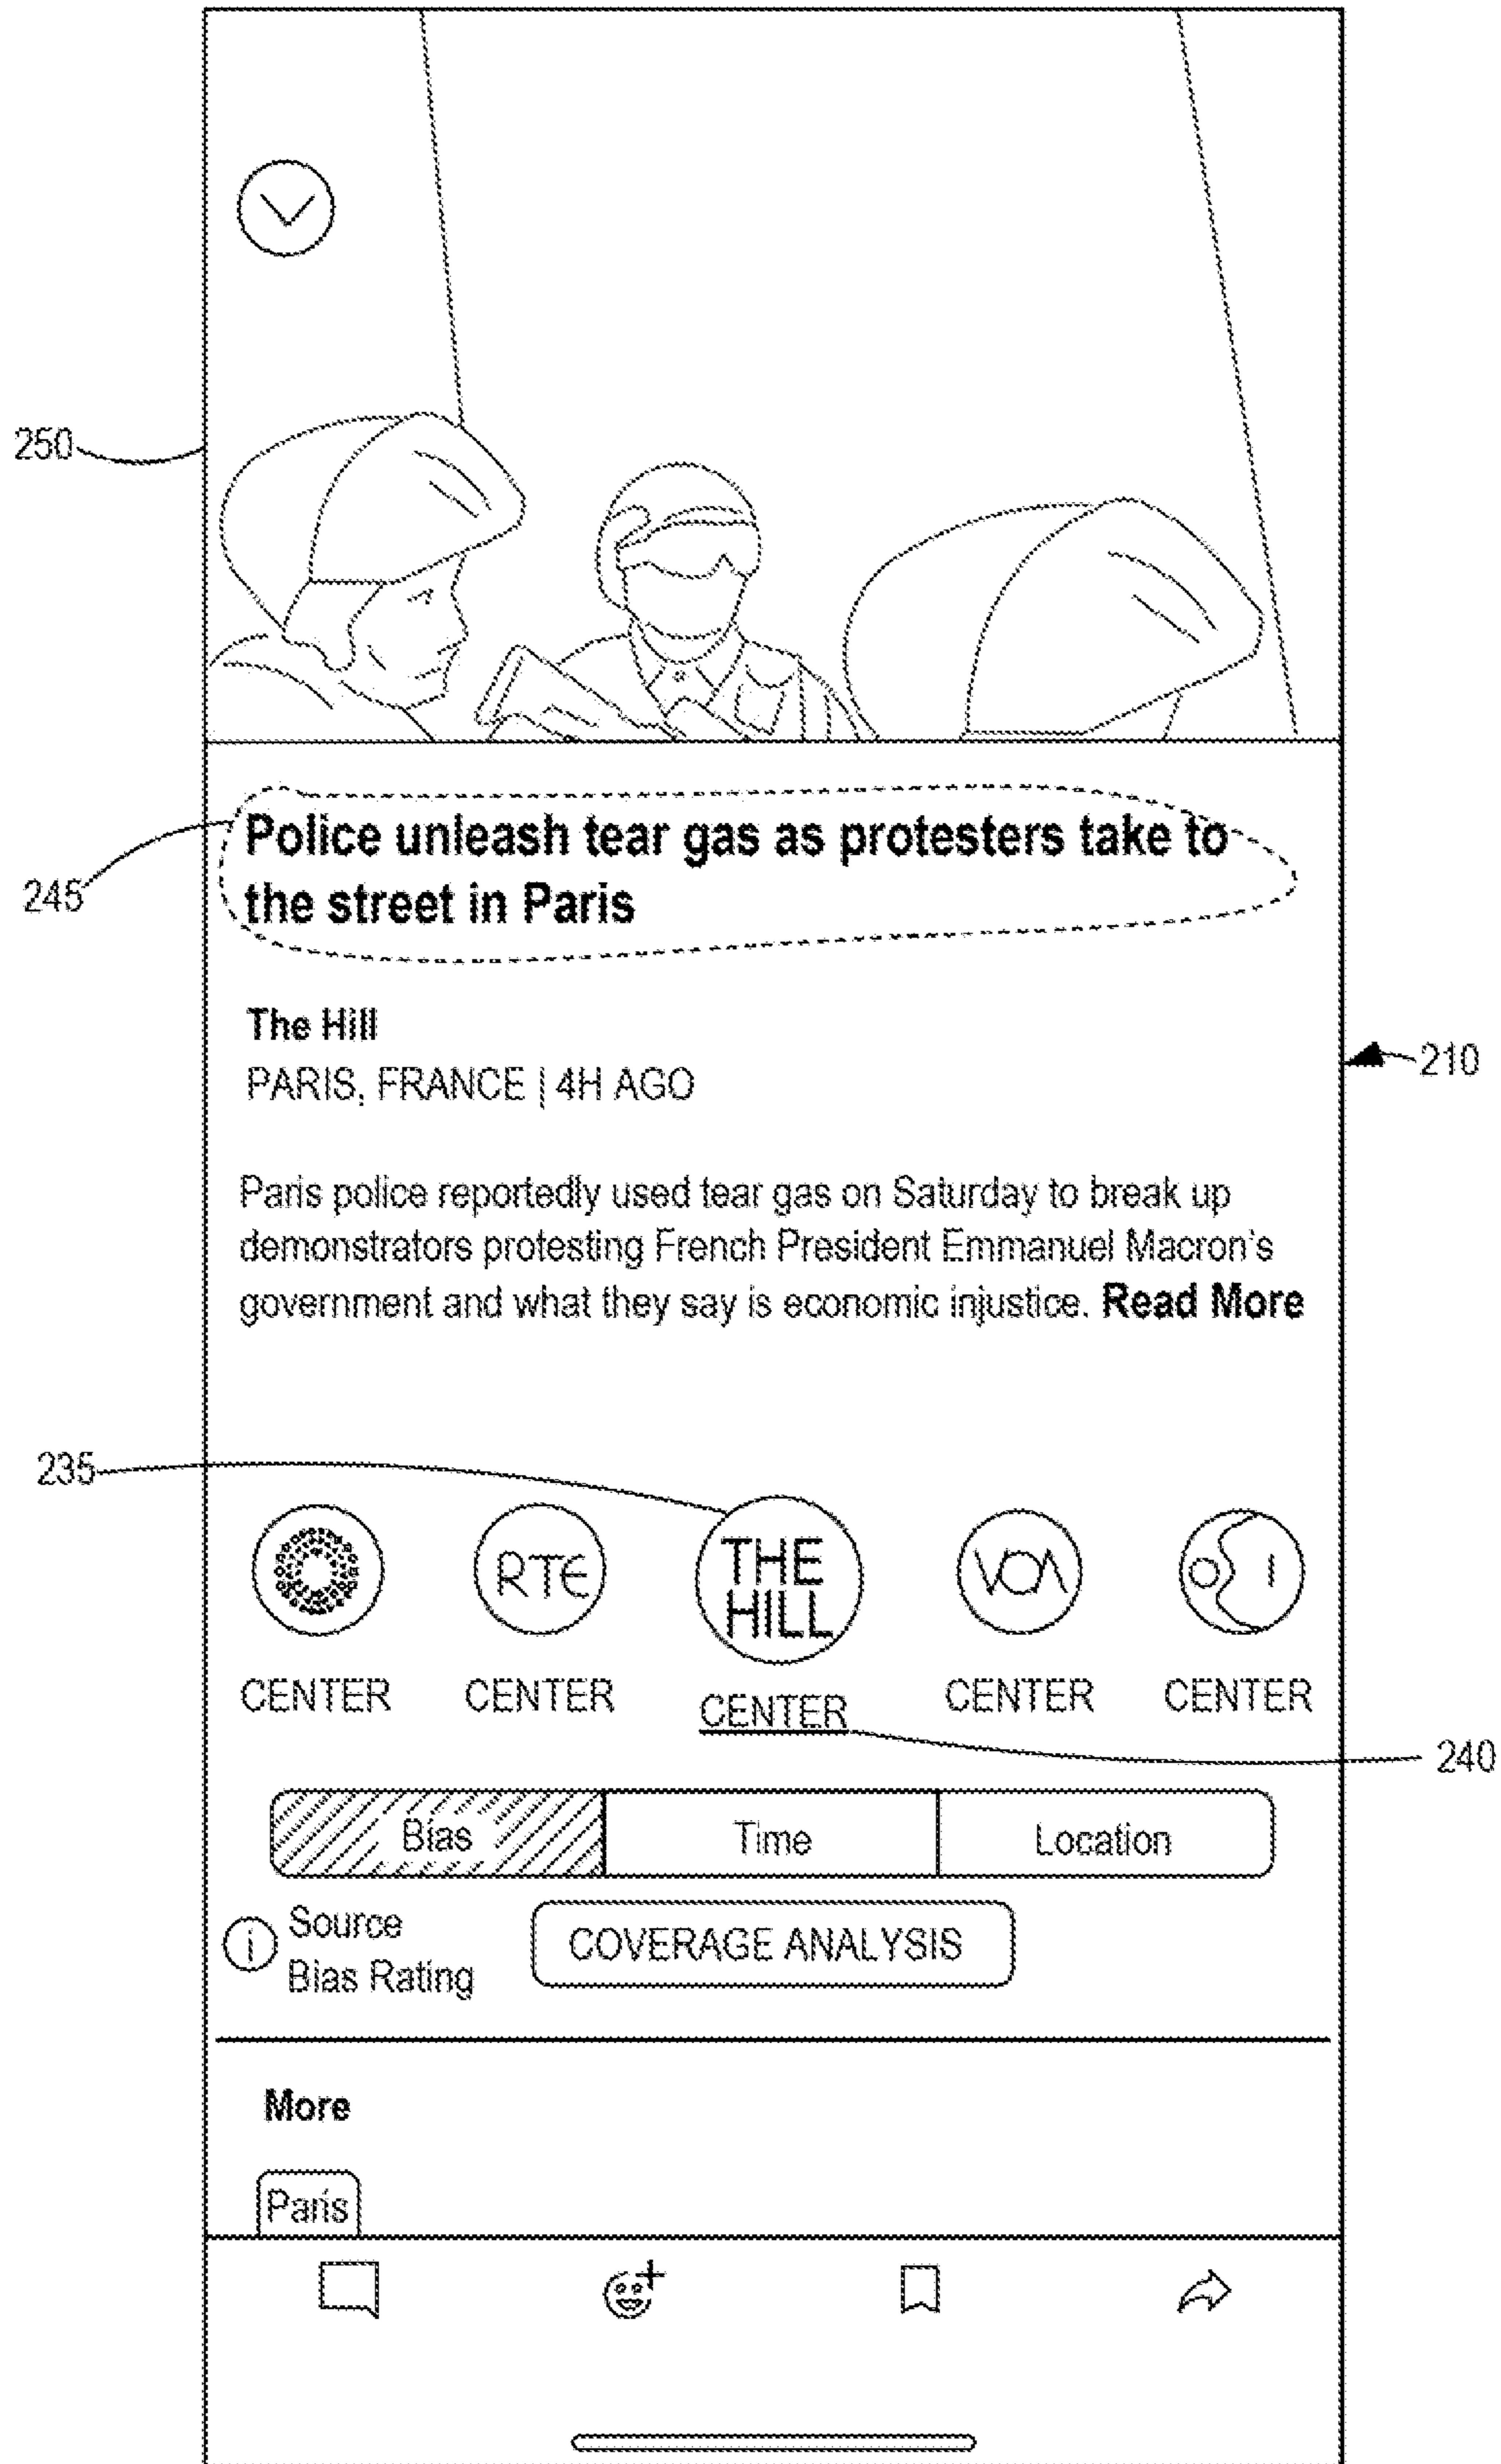 250
Police unleash tear gas as protesters take to
the street in Paris
245
The Hill
PARIS, FRANCE | 4H AGO
210
Paris police reportedly used tear gas on Saturday to break up
demonstrators protesting French President Emmanuel Macron's
government and what they say is economic injustice. Read More
235
RTE
THE
HILL
VOA
CENTER
CENTER
CENTER
CENTER
CENTER
240
Bias
Time
Location
i
Source
Bias Rating
COVERAGE ANALYSIS
More
Paris